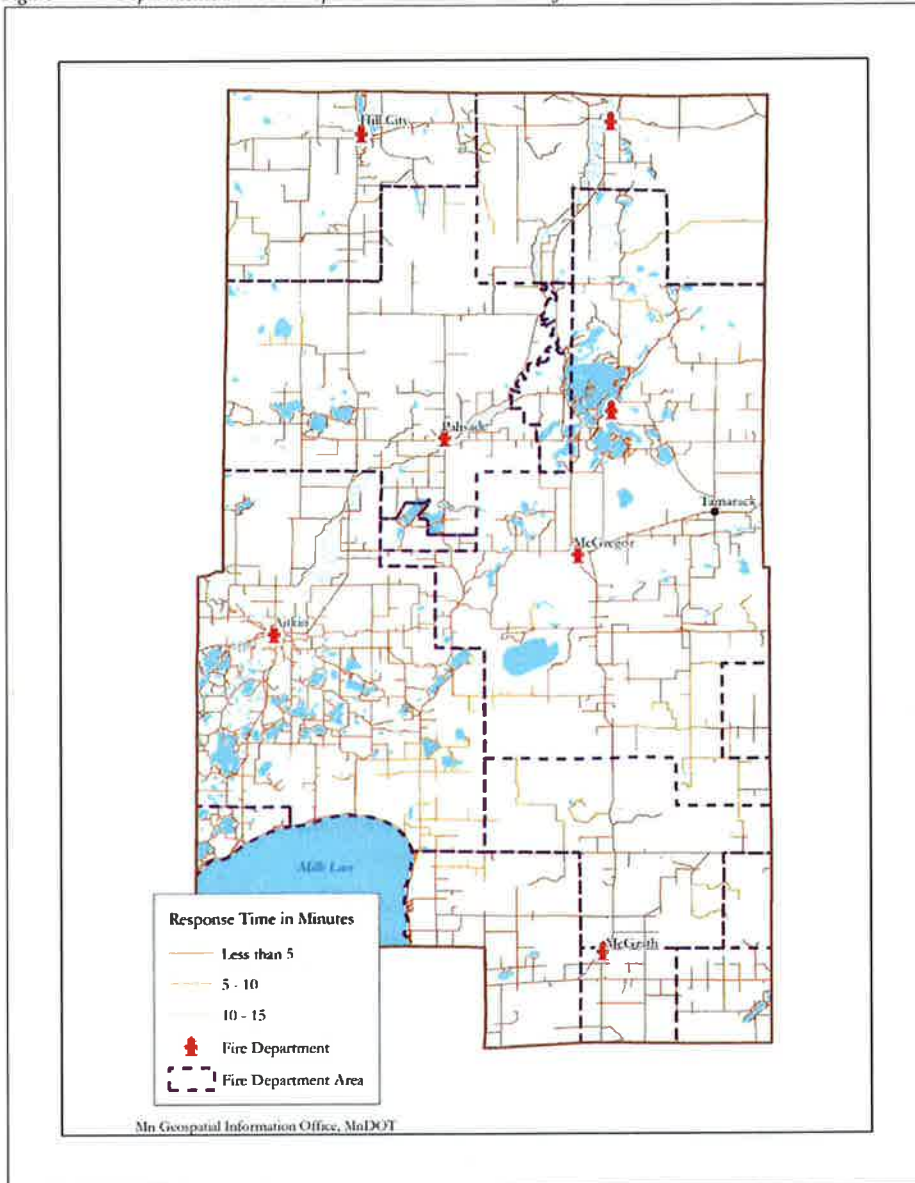 Hill City
Palisade
Tamarack
McGregor
Aitkin
Mille Lacs
McGrath
Response Time in Minutes
Less than 5
5 - 10
10 - 15
Fire Department
Fire Department Area
Mn Geospatial Information Office, MnDOT